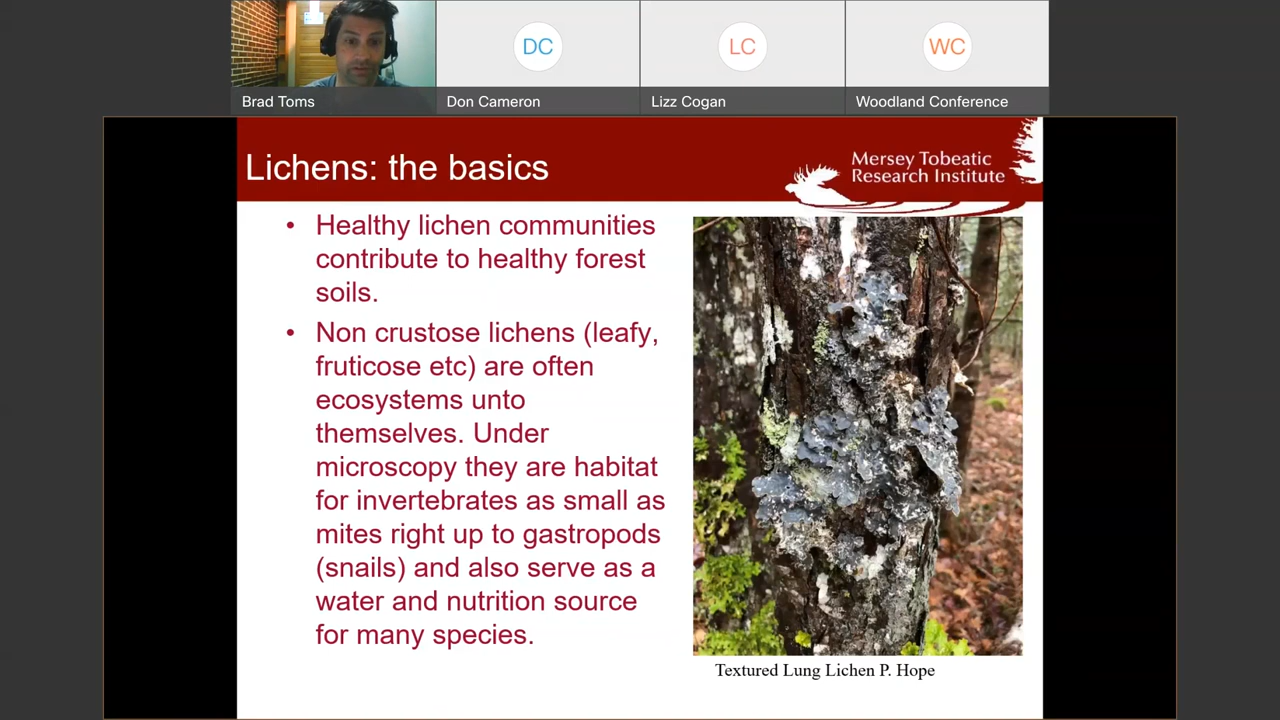 DC
LC
WC
Brad Toms
Don Cameron
Lizz Cogan
Woodland Conference
Lichens: the basics
Mersey Tobeatic
Research Institute
• Healthy lichen communities
contribute to healthy forest
soils.
• Non crustose lichens (leafy,
fruticose etc) are often
ecosystems unto
themselves. Under
microscopy they are habitat
for invertebrates as small as
mites right up to gastropods
(snails) and also serve as a
water and nutrition source
for many species.
Textured Lung Lichen P. Hope